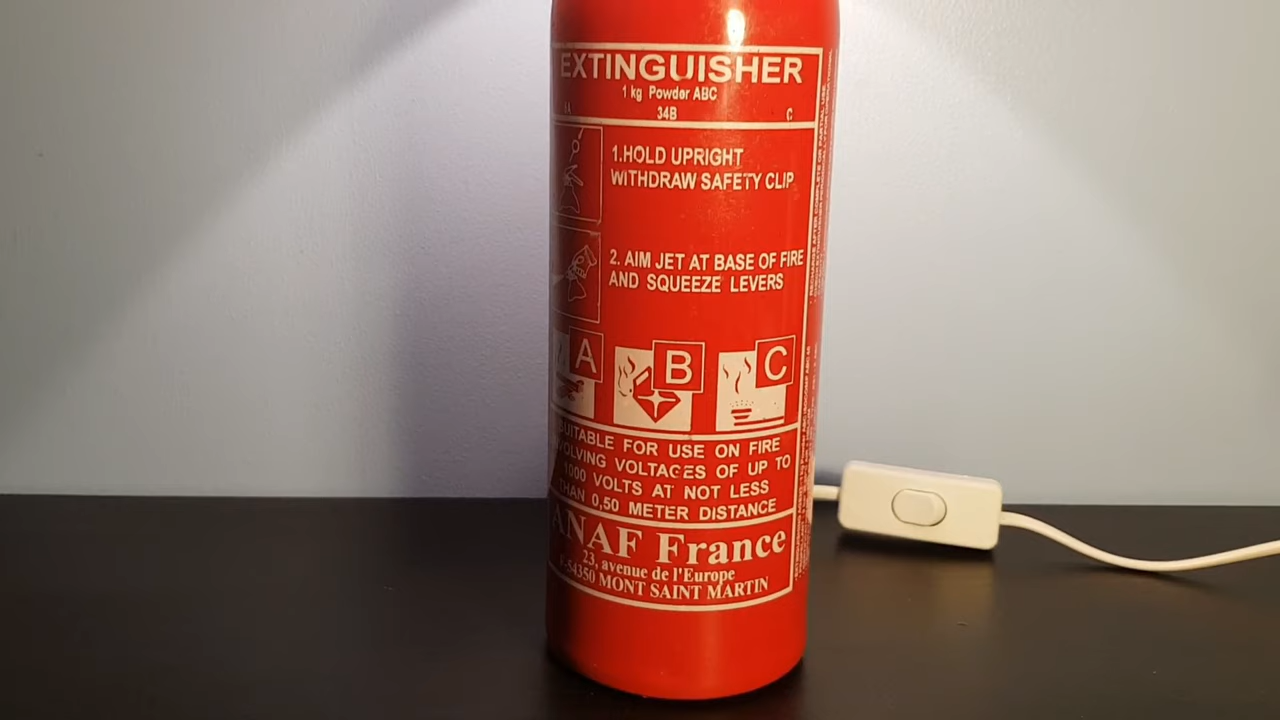 EXTINGUISHER
1 kg Powder ABC
34B C
1.HOLD UPRIGHT
WITHDRAW SAFETY CLIP
2. AIM JET AT BASE OF FIRE
AND SQUEEZE LEVERS
A B C
SUITABLE FOR USE ON FIRE
VOLVING VOLTAGES OF UP TO
1000 VOLTS AT NOT LESS
THAN 0,50 METER DISTANCE
ANAF France
23, avenue de l'Europe
F-54350 MONT SAINT MARTIN